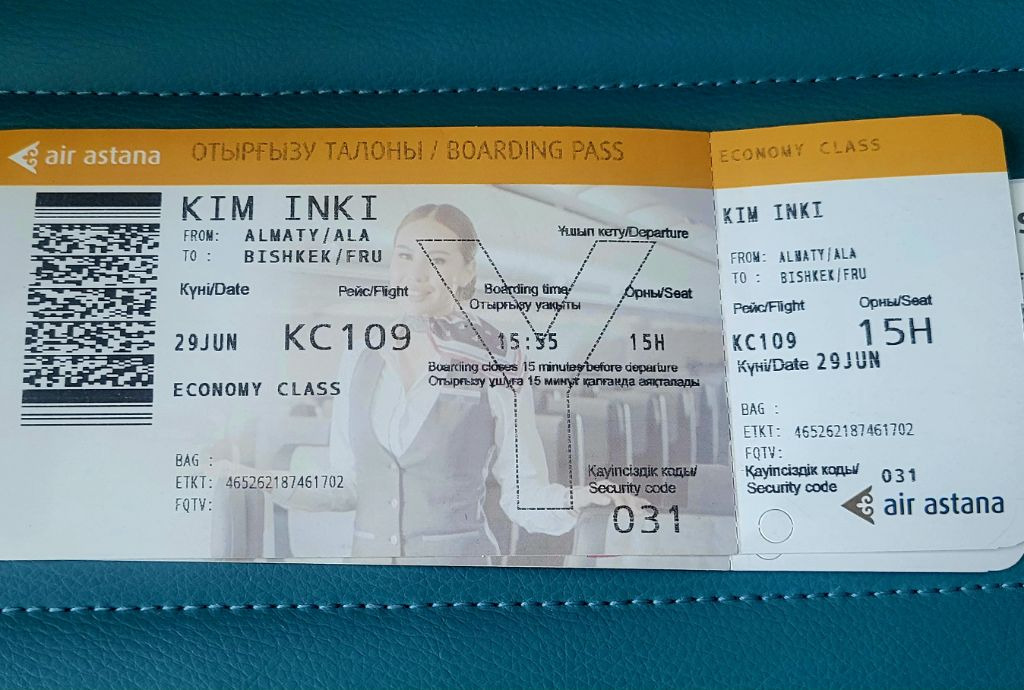 air astana
ОТЫРҒЫЗУ ТАЛОНЫ / BOARDING PASS
KIM INKI
FROM: ALMATY/ALA
TO : BISHKEK/FRU
Ұшып кету/Departure
Күні/Date Рейс/Flight Boarding time Орны/Seat
Отырғызу уақыты
29JUN KC109 15:35 15H
Boarding closes 15 minutes before departure
Отырғызу ұшуға 15 минут қалғанда аяқталады
ECONOMY CLASS
Y
BAG :
ETKT: 465262187461702
FQTV:
Қауіпсіздік коды/
Security code
031
ECONOMY CLASS
KIM INKI
FROM: ALMATY/ALA
TO : BISHKEK/FRU
Рейс/Flight Орны/Seat
KC109 15H
Күні/Date 29JUN
BAG :
ETKT: 465262187461702
FQTV:
Қауіпсіздік коды/
Security code 031
air astana